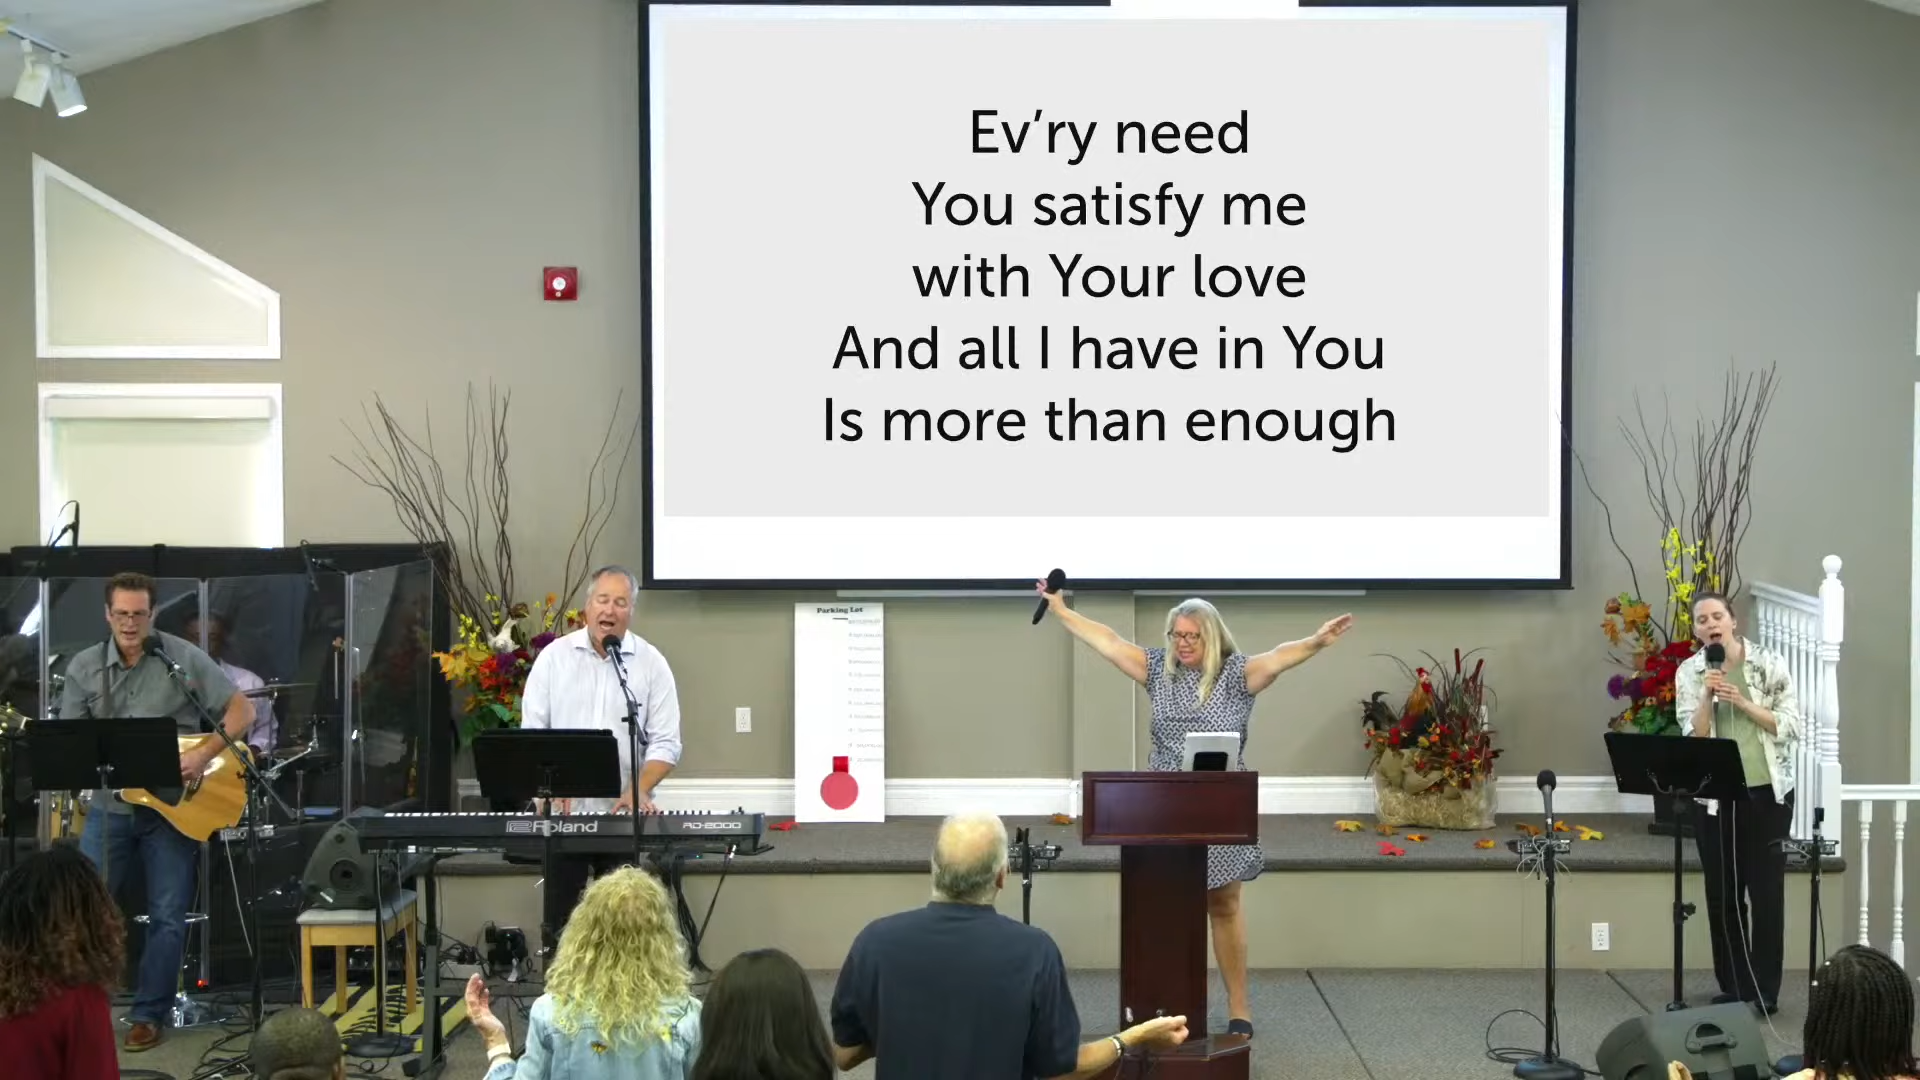 Ev’ry need
You satisfy me
with Your love
And all I have in You
Is more than enough
Parking Lot
Roland
RD-2000